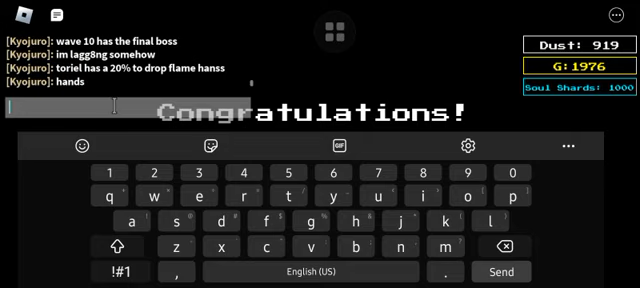 [Kyojuro]: wave 10 has the final boss
[Kyojuro]: im lagg8ng somehow
[Kyojuro]: toriel has a 20% to drop flame hanss
[Kyojuro]: hands
Dust: 919
G: 1976
Soul Shards: 1000
Congratulations!
GIF
1 2 3 4 5 6 7 8 9 0
q w e r t y u i o p
a s d f g h j k l
z x c v b n m
!#1 , English (US) . Send